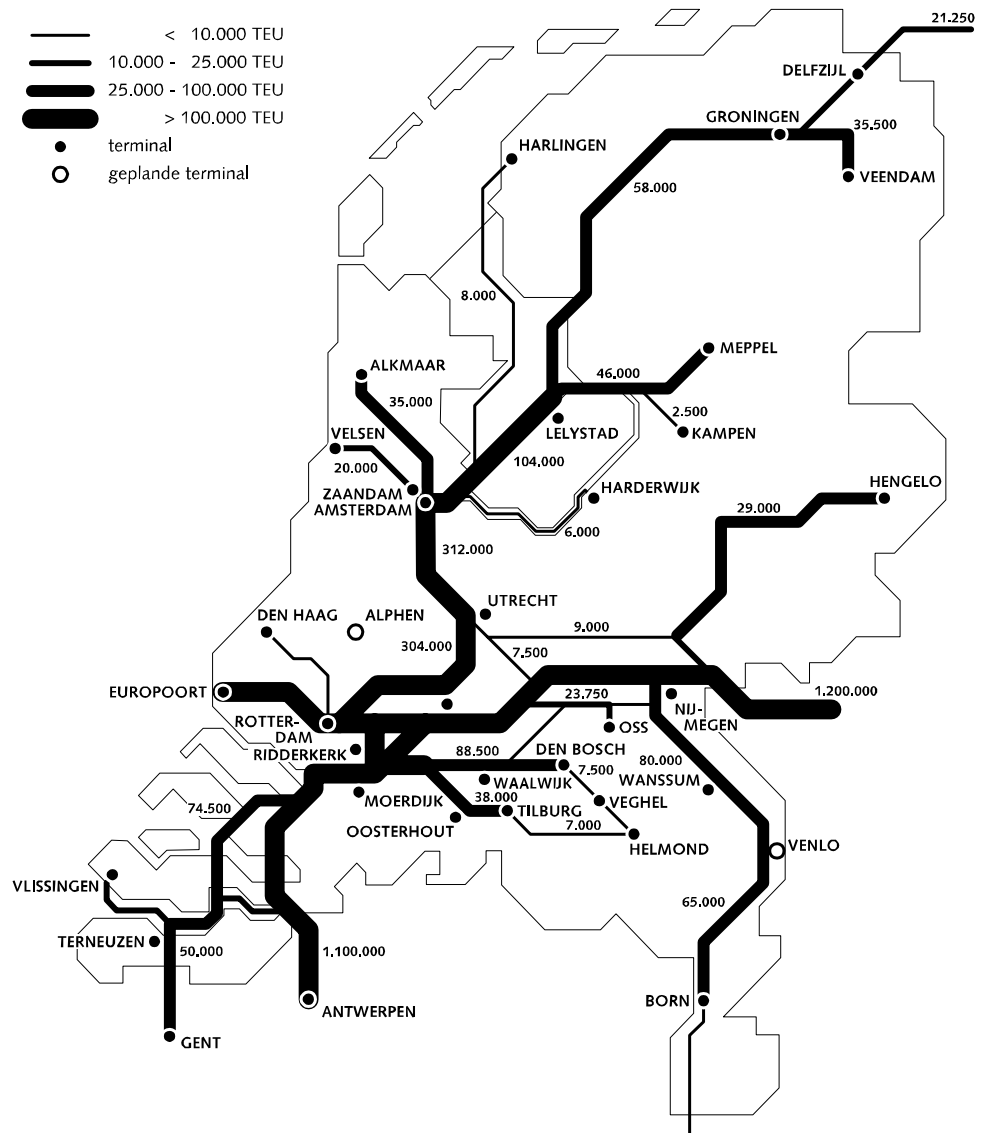 < 10.000 TEU
10.000 - 25.000 TEU
25.000 - 100.000 TEU
> 100.000 TEU
terminal
geplande terminal
21.250
DELFZIJL
GRONINGEN
35.500
HARLINGEN
VEENDAM
58.000
8.000
MEPPEL
ALKMAAR
46.000
35.000
2.500
VELSEN
LELYSTAD
KAMPEN
20.000
104.000
HENGELO
ZAANDAM
HARDERWIJK
AMSTERDAM
29.000
6.000
312.000
UTRECHT
DEN HAAG
ALPHEN
9.000
304.000
7.500
EUROPOORT
1.200.000
23.750
NIJ-
MEGEN
ROTTER-
DAM
OSS
RIDDERKERK
88.500
DEN BOSCH
80.000
7.500
WANSSUM
WAALWIJK
MOERDIJK
38.000
VEGHEL
74.500
TILBURG
OOSTERHOUT
7.000
HELMOND
VENLO
VLISSINGEN
65.000
TERNEUZEN
50.000
1.100.000
BORN
ANTWERPEN
GENT